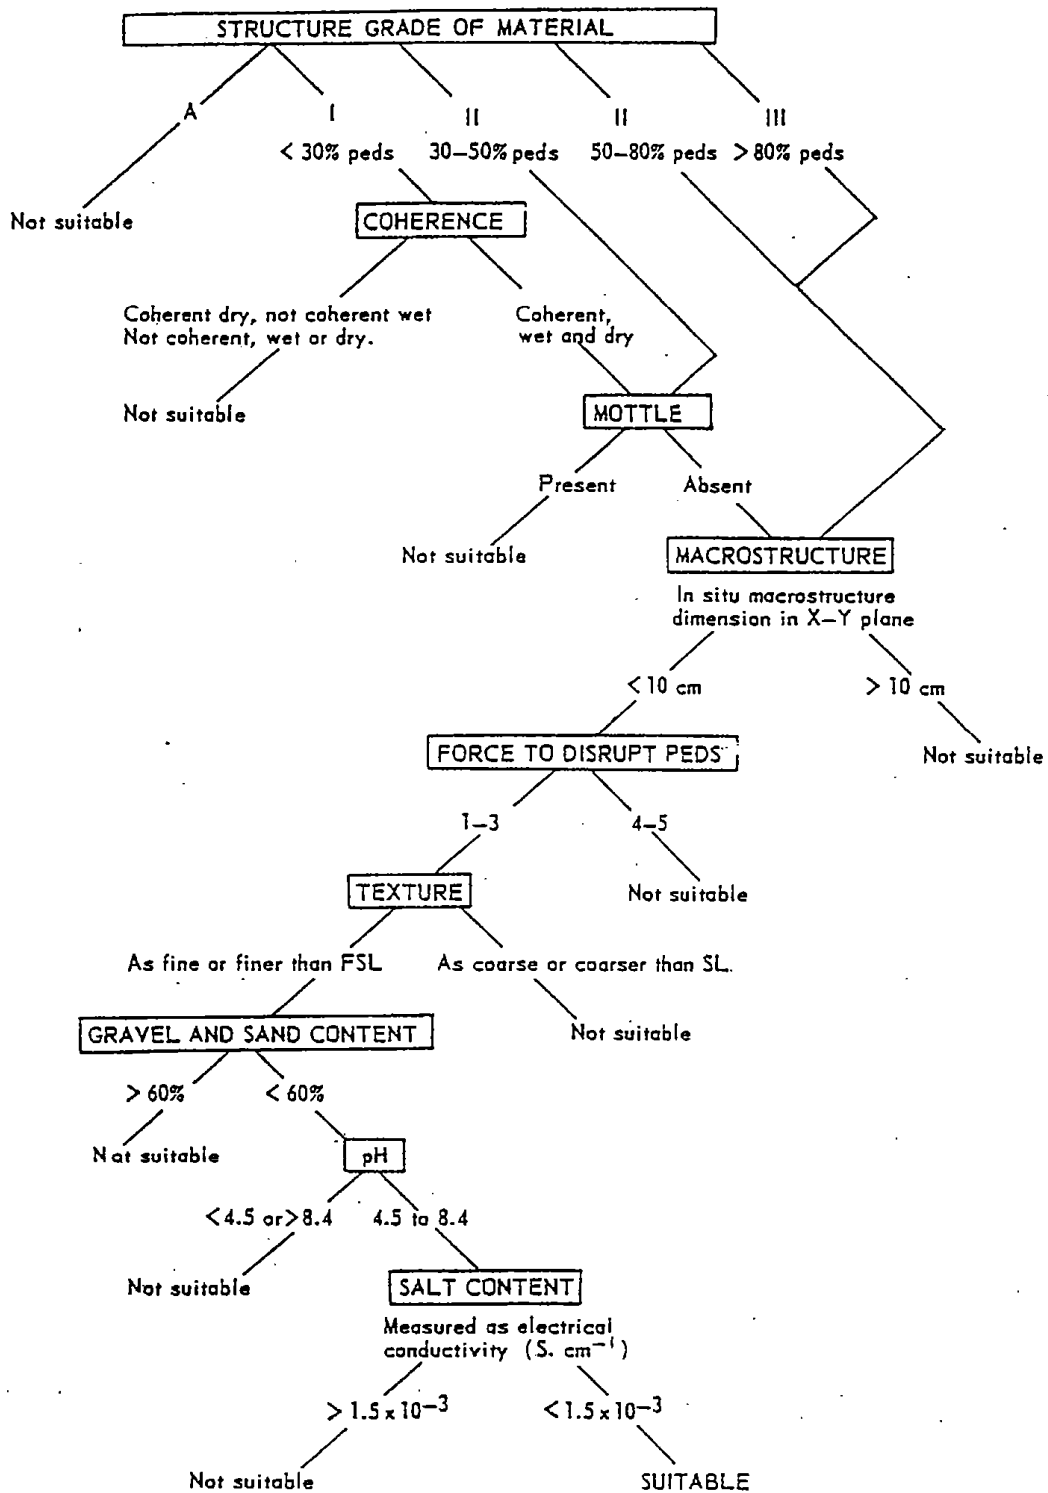 STRUCTURE GRADE OF MATERIAL
A I II II III
< 30% peds 30–50% peds 50–80% peds > 80% peds
Not suitable
COHERENCE
Coherent dry, not coherent wet
Not coherent, wet or dry.
Coherent,
wet and dry
Not suitable
MOTTLE
Present Absent
Not suitable
MACROSTRUCTURE
In situ macrostructure
dimension in X–Y plane
< 10 cm > 10 cm
Not suitable
FORCE TO DISRUPT PEDS
1–3 4–5
Not suitable
TEXTURE
As fine or finer than FSL As coarse or coarser than SL.
Not suitable
GRAVEL AND SAND CONTENT
> 60% < 60%
Not suitable
pH
<4.5 or >8.4 4.5 to 8.4
Not suitable
SALT CONTENT
Measured as electrical
conductivity (S. cm⁻¹)
> 1.5 x 10⁻³ < 1.5 x 10⁻³
Not suitable SUITABLE